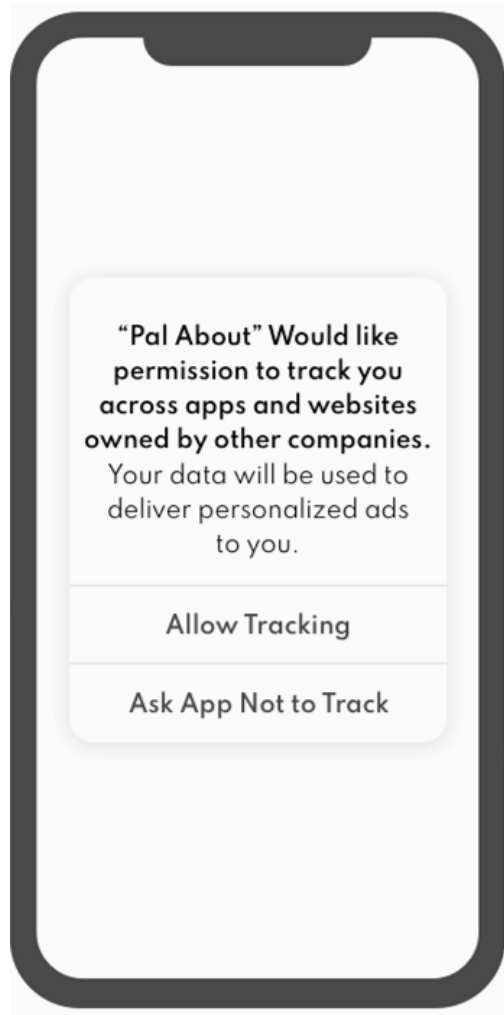 “Pal About” Would like
permission to track you
across apps and websites
owned by other companies.
Your data will be used to
deliver personalized ads
to you.
Allow Tracking
Ask App Not to Track